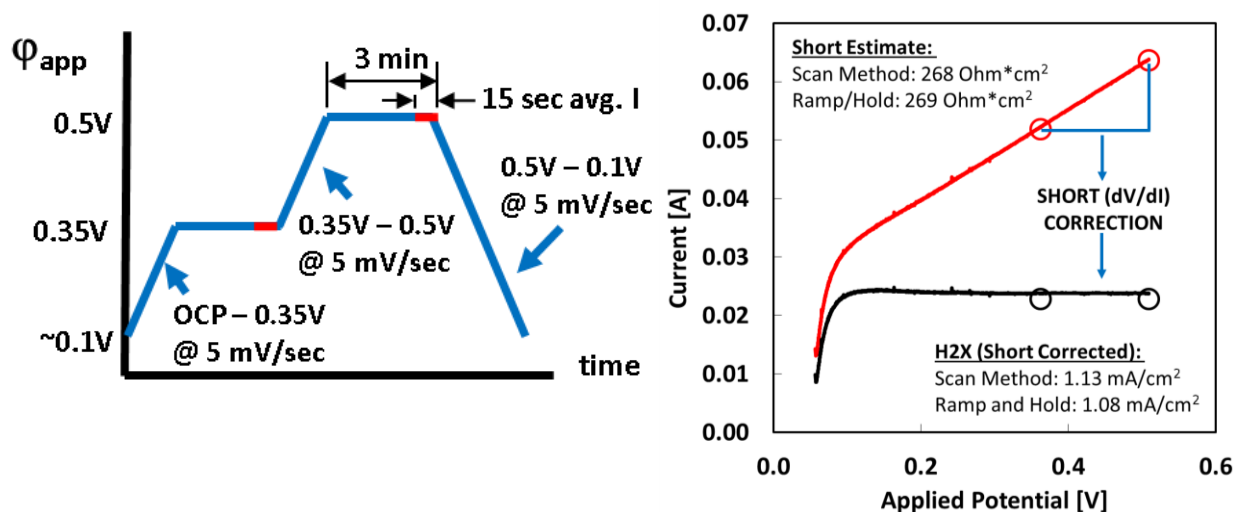 φapp
0.5V
0.35V
~0.1V
3 min
15 sec avg. I
0.5V – 0.1V
@ 5 mV/sec
0.35V – 0.5V
@ 5 mV/sec
OCP – 0.35V
@ 5 mV/sec
time
Current [A]
0.07
0.06
0.05
0.04
0.03
0.02
0.01
0.00
Short Estimate:
Scan Method: 268 Ohm*cm²
Ramp/Hold: 269 Ohm*cm²
SHORT (dV/dI)
CORRECTION
H2X (Short Corrected):
Scan Method: 1.13 mA/cm²
Ramp and Hold: 1.08 mA/cm²
0.0
0.2
0.4
0.6
Applied Potential [V]